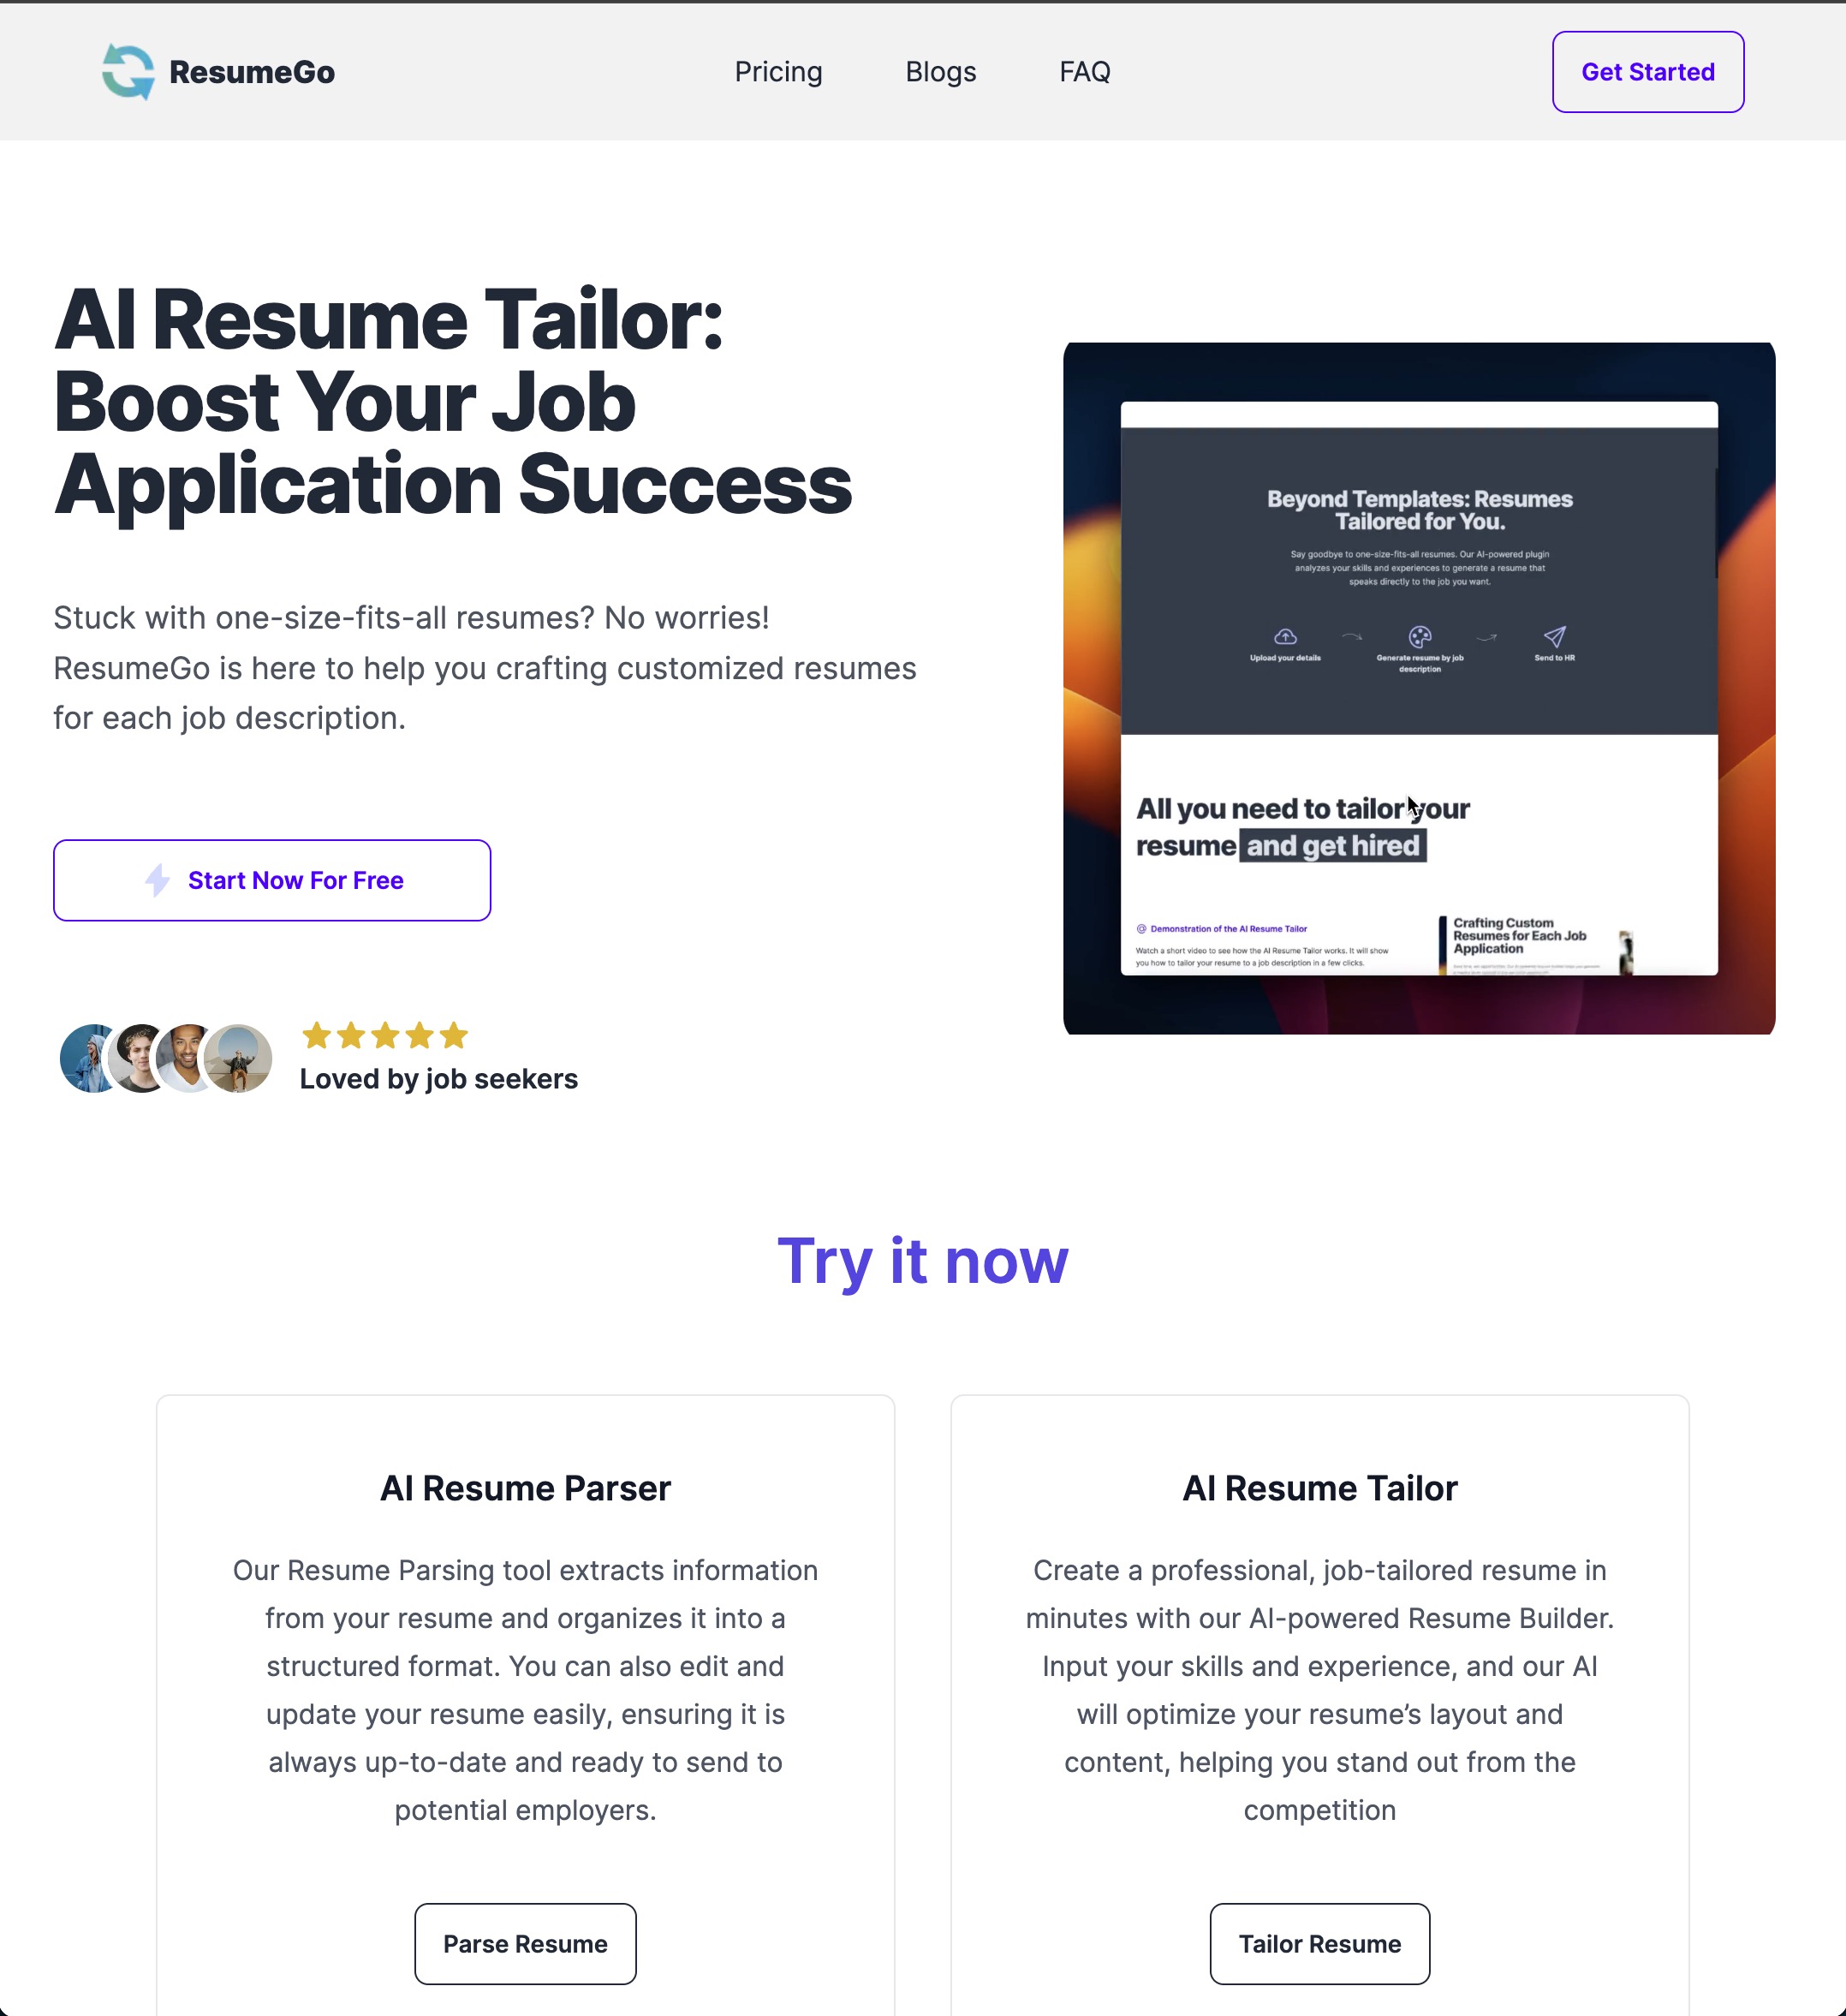 ResumeGo
Pricing
Blogs
FAQ
Get Started
AI Resume Tailor:
Boost Your Job
Application Success
Stuck with one-size-fits-all resumes? No worries!
ResumeGo is here to help you crafting customized resumes
for each job description.
Start Now For Free
Loved by job seekers
Beyond Templates: Resumes
Tailored for You.
Say goodbye to one-size-fits-all resumes. Our AI-powered plugin
analyzes your skills and experiences to generate a resume that
speaks directly to the job you want.
Upload your details
Generate resume by job
description
Send to HR
All you need to tailor your
resume and get hired
@ Demonstration of the AI Resume Tailor
Watch a short video to see how the AI Resume Tailor works. It will show
you how to tailor your resume to a job description in a few clicks.
Crafting Custom
Resumes for Each Job
Application
Try it now
AI Resume Parser
Our Resume Parsing tool extracts information
from your resume and organizes it into a
structured format. You can also edit and
update your resume easily, ensuring it is
always up-to-date and ready to send to
potential employers.
Parse Resume
AI Resume Tailor
Create a professional, job-tailored resume in
minutes with our AI-powered Resume Builder.
Input your skills and experience, and our AI
will optimize your resume’s layout and
content, helping you stand out from the
competition
Tailor Resume